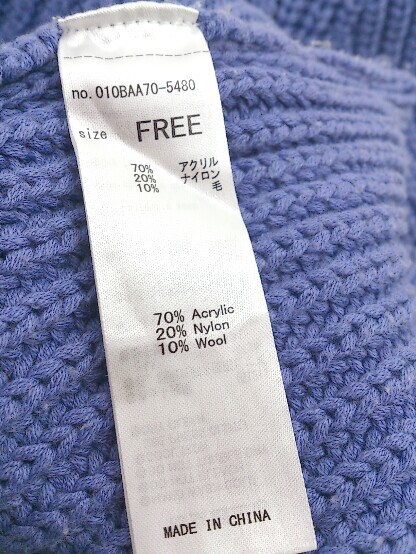 no.010BAA70-5480
size FREE
70% アクリル
20% ナイロン
10% 毛
70% Acrylic
20% Nylon
10% Wool
MADE IN CHINA